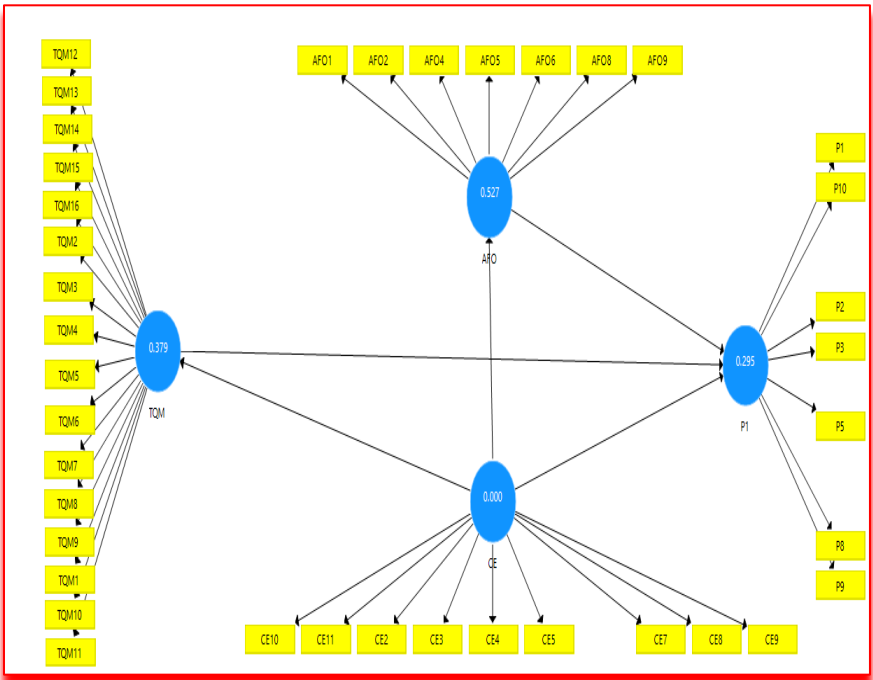 TQM12
TQM13
TQM14
TQM15
TQM16
TQM2
TQM3
TQM4
TQM5
TQM6
TQM7
TQM8
TQM9
TQM1
TQM10
TQM11
0.379
TQM
AFO1 AFO2 AFO4 AFO5 AFO6 AFO8 AFO9
0.527
AFO
0.000
CE
CE10 CE11 CE2 CE3 CE4 CE5 CE7 CE8 CE9
0.295
P1
P1
P10
P2
P3
P5
P8
P9